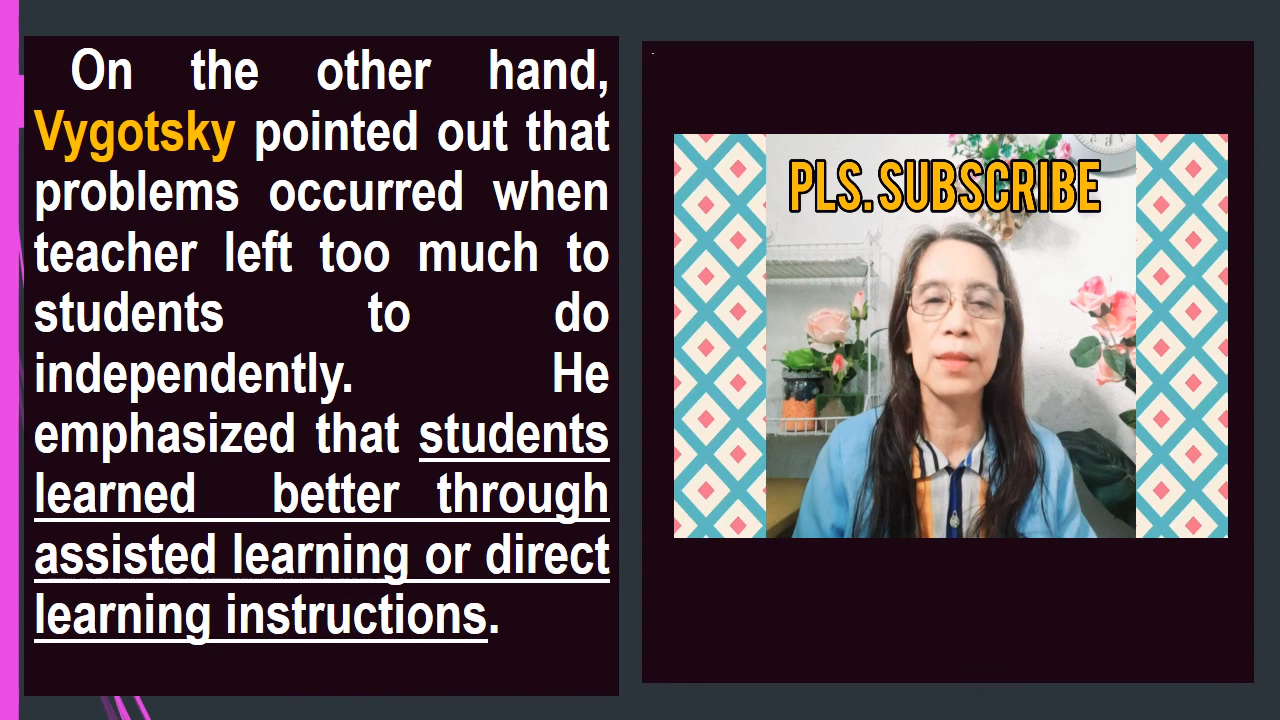 On the other hand,
Vygotsky pointed out that
problems occurred when
teacher left too much to
students to do
independently. He
emphasized that students
learned better through
assisted learning or direct
learning instructions.
PLS. SUBSCRIBE